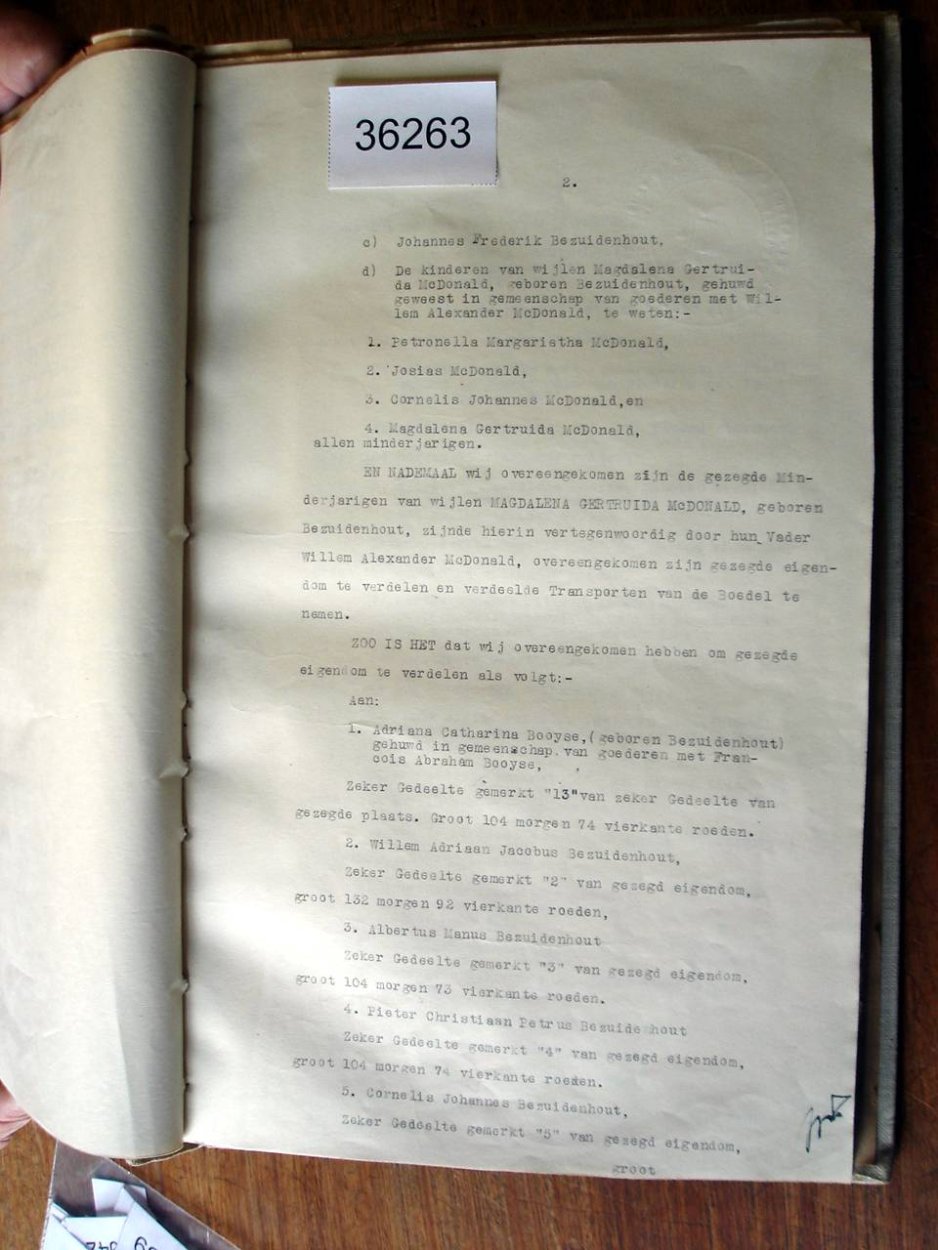 36263
2.
c) Johannes Frederik Bezuidenhout,
d) De kinderen van wijlen Magdalena Gertrui-
da McDonald, geboren Bezuidenhout, gehuwd
geweest in gemeenschap van goederen met Wil-
lem Alexander McDonald, te weten:-
1. Petronella Margarietha McDonald,
2. Josias McDonald,
3. Cornelis Johannes McDonald,en
4. Magdalena Gertruida McDonald,
allen minderjarigen.
EN NADEMAAL wij overeengekomen zijn de gezegde Min-
derjarigen van wijlen MAGDALENA GERTRUIDA McDONALD, geboren
Bezuidenhout, zijnde hierin vertegenwoordig door hun Vader
Willem Alexander McDonald, overeengekomen zijn gezegde eigen-
dom te verdelen en verdeelde Transporten van de Boedel te
nemen.
ZOO IS HET dat wij overeengekomen hebben om gezegde
eigendom te verdelen als volgt:-
Aan:
1. Adriana Catharina Booyse,(geboren Bezuidenhout)
gehuwd in gemeenschap van goederen met Fran-
cois Abraham Booyse,
Zeker Gedeelte gemerkt "13"van zeker Gedeelte van
gezegde plaats. Groot 104 morgen 74 vierkante roeden.
2. Willem Adriaan Jacobus Bezuidenhout,
Zeker Gedeelte gemerkt "2" van gezegd eigendom,
groot 132 morgen 92 vierkante roeden,
3. Albertus Manus Bezuidenhout
Zeker Gedeelte gemerkt "3" van gezegd eigendom,
groot 104 morgen 73 vierkante roeden.
4. Pieter Christiaan Petrus Bezuidenhout
Zeker Gedeelte gemerkt "4" van gezegd eigendom,
groot 104 morgen 74 vierkante roeden.
5. Cornelis Johannes Bezuidenhout,
Zeker Gedeelte gemerkt "5" van gezegd eigendom,
groot